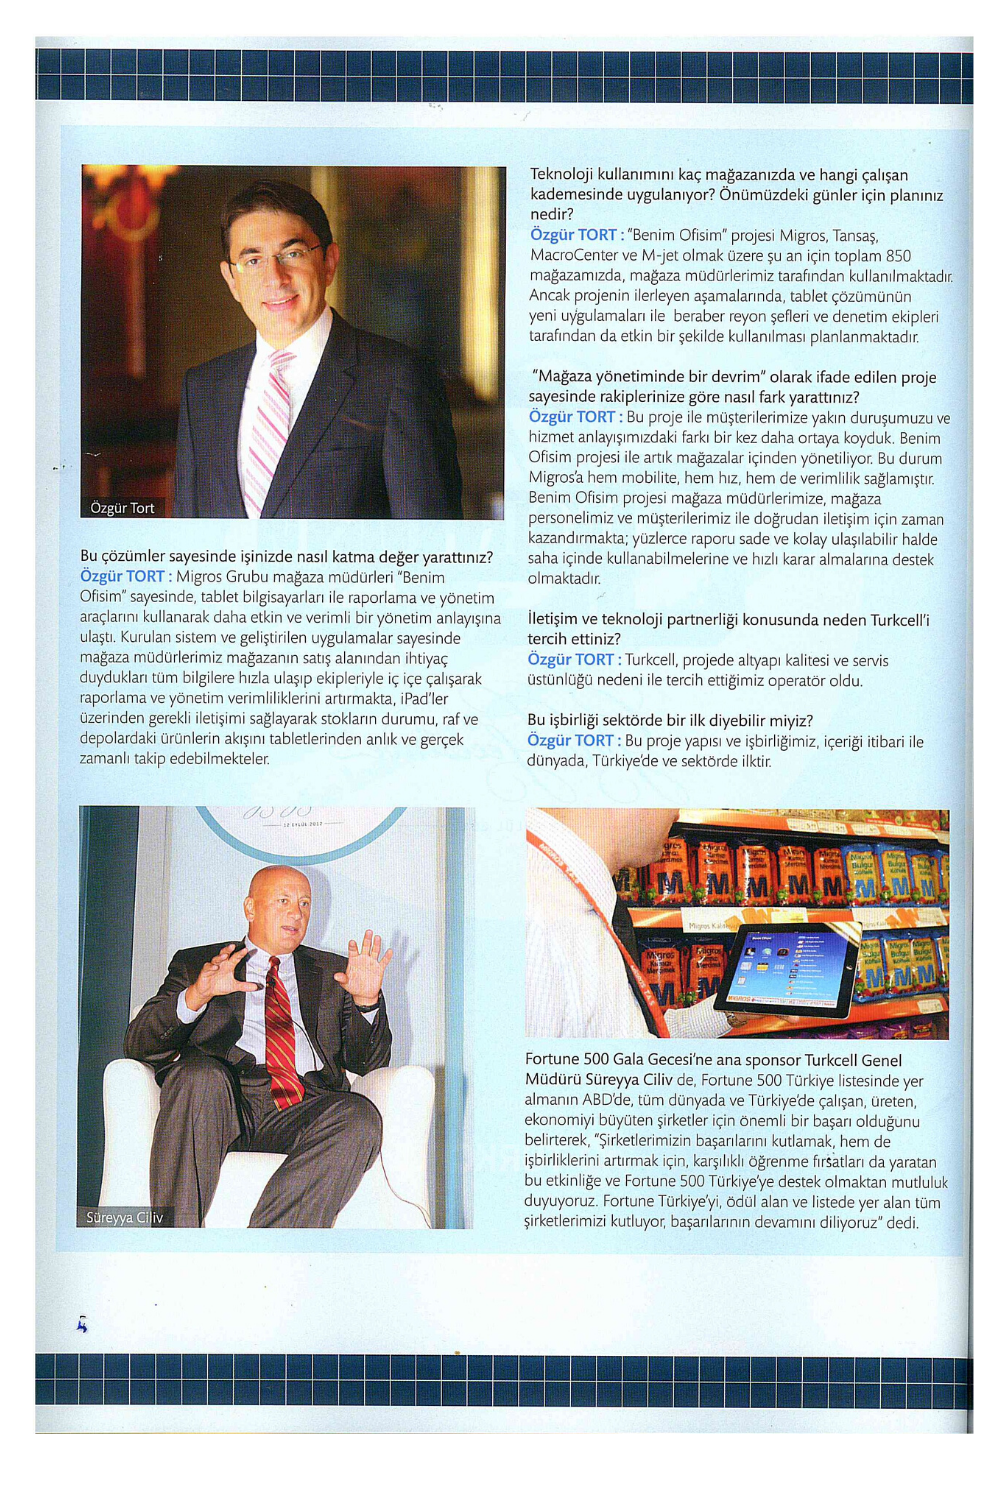 Özgür Tort
Bu çözümler sayesinde işinizde nasıl katma değer yarattınız?
Özgür TORT : Migros Grubu mağaza müdürleri "Benim
Ofisim" sayesinde, tablet bilgisayarları ile raporlama ve yönetim
araçlarını kullanarak daha etkin ve verimli bir yönetim anlayışına
ulaştı. Kurulan sistem ve geliştirilen uygulamalar sayesinde
mağaza müdürlerimiz mağazanın satış alanından ihtiyaç
duydukları tüm bilgilere hızla ulaşıp ekipleriyle iç içe çalışarak
raporlama ve yönetim verimliliklerini artırmakta, iPad'ler
üzerinden gerekli iletişimi sağlayarak stokların durumu, raf ve
depolardaki ürünlerin akışını tabletlerinden anlık ve gerçek
zamanlı takip edebilmekteler.
12 EYLÜL 2012
Süreyya Ciliv
Teknoloji kullanımını kaç mağazanızda ve hangi çalışan
kademesinde uygulanıyor? Önümüzdeki günler için planınız
nedir?
Özgür TORT : "Benim Ofisim" projesi Migros, Tansaş,
MacroCenter ve M-jet olmak üzere şu an için toplam 850
mağazamızda, mağaza müdürlerimiz tarafından kullanılmaktadır.
Ancak projenin ilerleyen aşamalarında, tablet çözümünün
yeni uygulamaları ile beraber reyon şefleri ve denetim ekipleri
tarafından da etkin bir şekilde kullanılması planlanmaktadır.
"Mağaza yönetiminde bir devrim" olarak ifade edilen proje
sayesinde rakiplerinize göre nasıl fark yarattınız?
Özgür TORT : Bu proje ile müşterilerimize yakın duruşumuzu ve
hizmet anlayışımızdaki farkı bir kez daha ortaya koyduk. Benim
Ofisim projesi ile artık mağazalar içinden yönetiliyor. Bu durum
Migros'a hem mobilite, hem hız, hem de verimlilik sağlamıştır.
Benim Ofisim projesi mağaza müdürlerimize, mağaza
personelimiz ve müşterilerimiz ile doğrudan iletişim için zaman
kazandırmakta; yüzlerce raporu sade ve kolay ulaşılabilir halde
saha içinde kullanabilmelerine ve hızlı karar almalarına destek
olmaktadır.
İletişim ve teknoloji partnerliği konusunda neden Turkcell'i
tercih ettiniz?
Özgür TORT : Turkcell, projede altyapı kalitesi ve servis
üstünlüğü nedeni ile tercih ettiğimiz operatör oldu.
Bu işbirliği sektörde bir ilk diyebilir miyiz?
Özgür TORT : Bu proje yapısı ve işbirliğimiz, içeriği itibari ile
dünyada, Türkiye'de ve sektörde ilktir.
Fortune 500 Gala Gecesi'ne ana sponsor Turkcell Genel
Müdürü Süreyya Ciliv de, Fortune 500 Türkiye listesinde yer
almanın ABD'de, tüm dünyada ve Türkiye'de çalışan, üreten,
ekonomiyi büyüten şirketler için önemli bir başarı olduğunu
belirterek, "Şirketlerimizin başarılarını kutlamak, hem de
işbirliklerini artırmak için, karşılıklı öğrenme fırsatları da yaratan
bu etkinliğe ve Fortune 500 Türkiye'ye destek olmaktan mutluluk
duyuyoruz. Fortune Türkiye'yi, ödül alan ve listede yer alan tüm
şirketlerimizi kutluyor, başarılarının devamını diliyoruz" dedi.